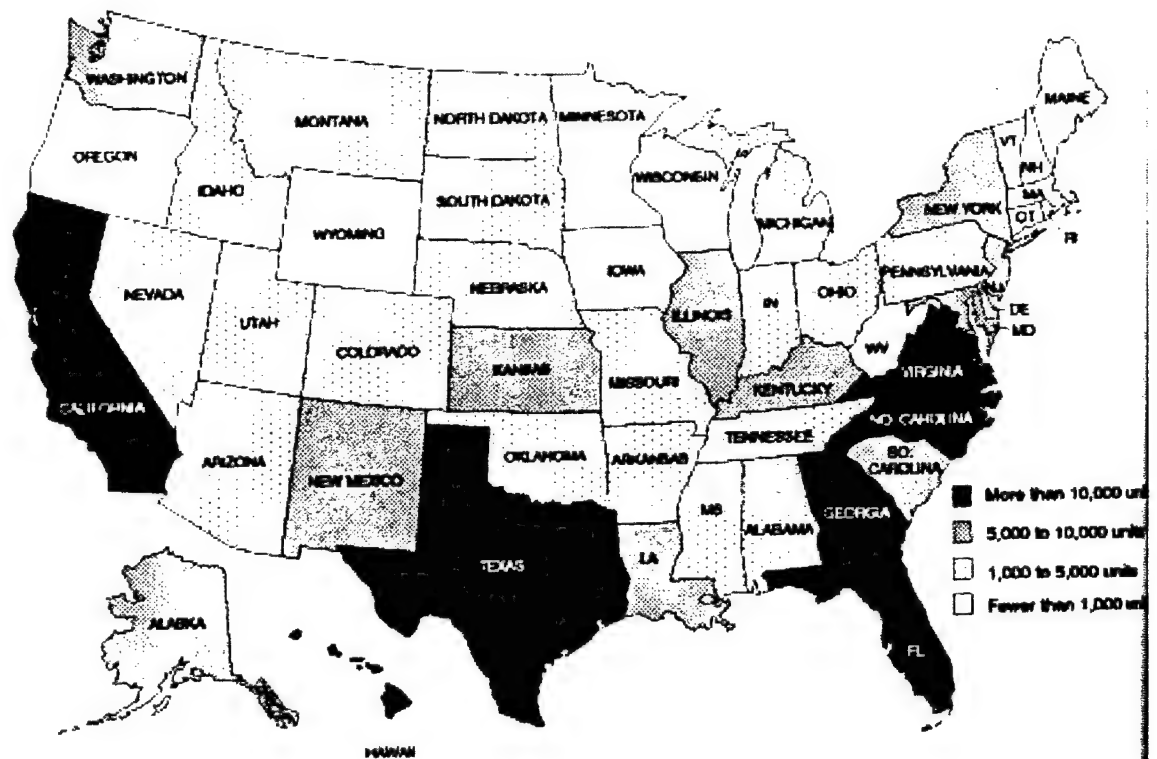 WASHINGTON
MONTANA
NORTH DAKOTA
MINNESOTA
MAINE
OREGON
IDAHO
SOUTH DAKOTA
WISCONSIN
VT
NH
WYOMING
MICHIGAN
NEW YORK
MA
CT
RI
NEVADA
UTAH
NEBRASKA
IOWA
ILLINOIS
IN
OHIO
PENNSYLVANIA
NJ
DE
MD
COLORADO
KANSAS
MISSOURI
KENTUCKY
WV
VIRGINIA
CALIFORNIA
NO. CAROLINA
ARIZONA
NEW MEXICO
OKLAHOMA
ARKANSAS
TENNESSEE
SO.
CAROLINA
MS
ALABAMA
GEORGIA
TEXAS
LA
FL
ALASKA
HAWAII
More than 10,000 uni
5,000 to 10,000 units
1,000 to 5,000 units
Fewer than 1,000 uni